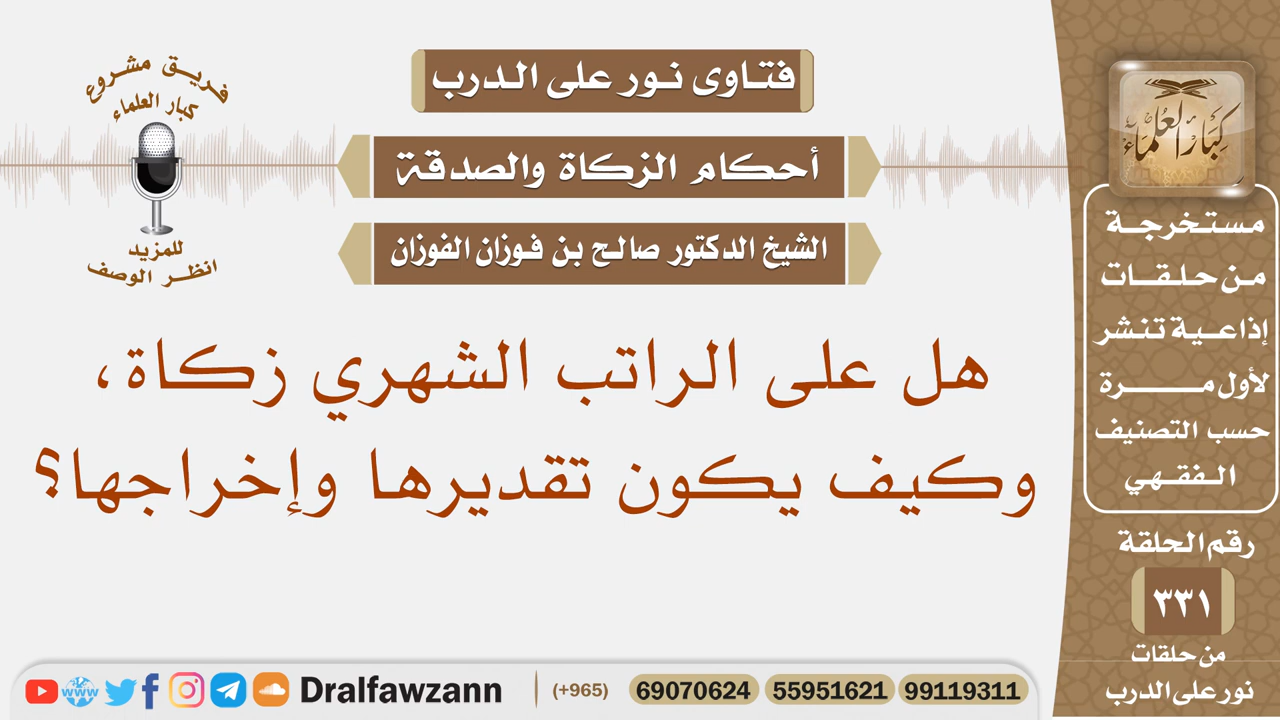 فتاوى نور على الدرب
أحكام الزكاة والصدقة
الشيخ الدكتور صالح بن فوزان الفوزان
هل على الراتب الشهري زكاة،
وكيف يكون تقديرها وإخراجها؟
فريق مشروع
كبار العلماء
للمزيد
انظر الوصف
كبار العلماء
مستخرجة
من حلقات
إذاعية تنشر
لأول مرة
حسب التصنيف
الفقهي
رقم الحلقة
٣٣١
من حلقات
نور على الدرب
www Dralfawzann (+965) 69070624 55951621 99119311